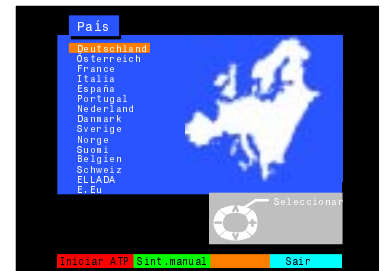 País
Deutschland
Österreich
France
Italia
España
Portugal
Nederland
Danmark
Sverige
Norge
Suomi
Belgien
Schweiz
ELLADA
E.Eu
Seleccionar
Iniciar ATP Sint.manual Sair